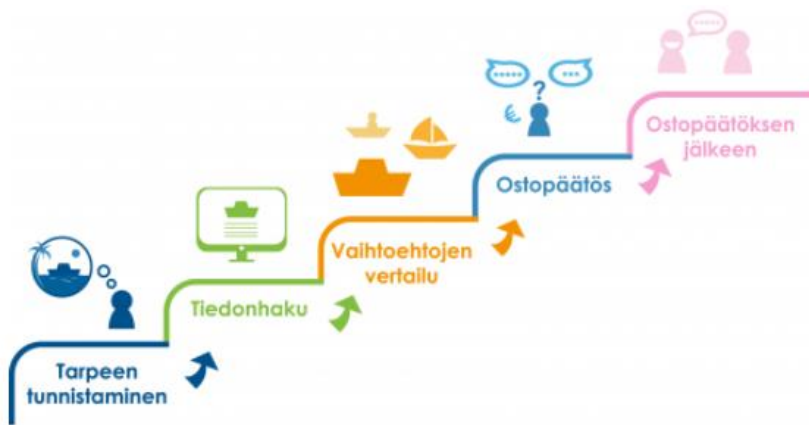 Tarpeen
tunnistaminen
Tiedonhaku
Vaihtoehtojen
vertailu
Ostopäätös
Ostopäätöksen
jälkeen
?
€